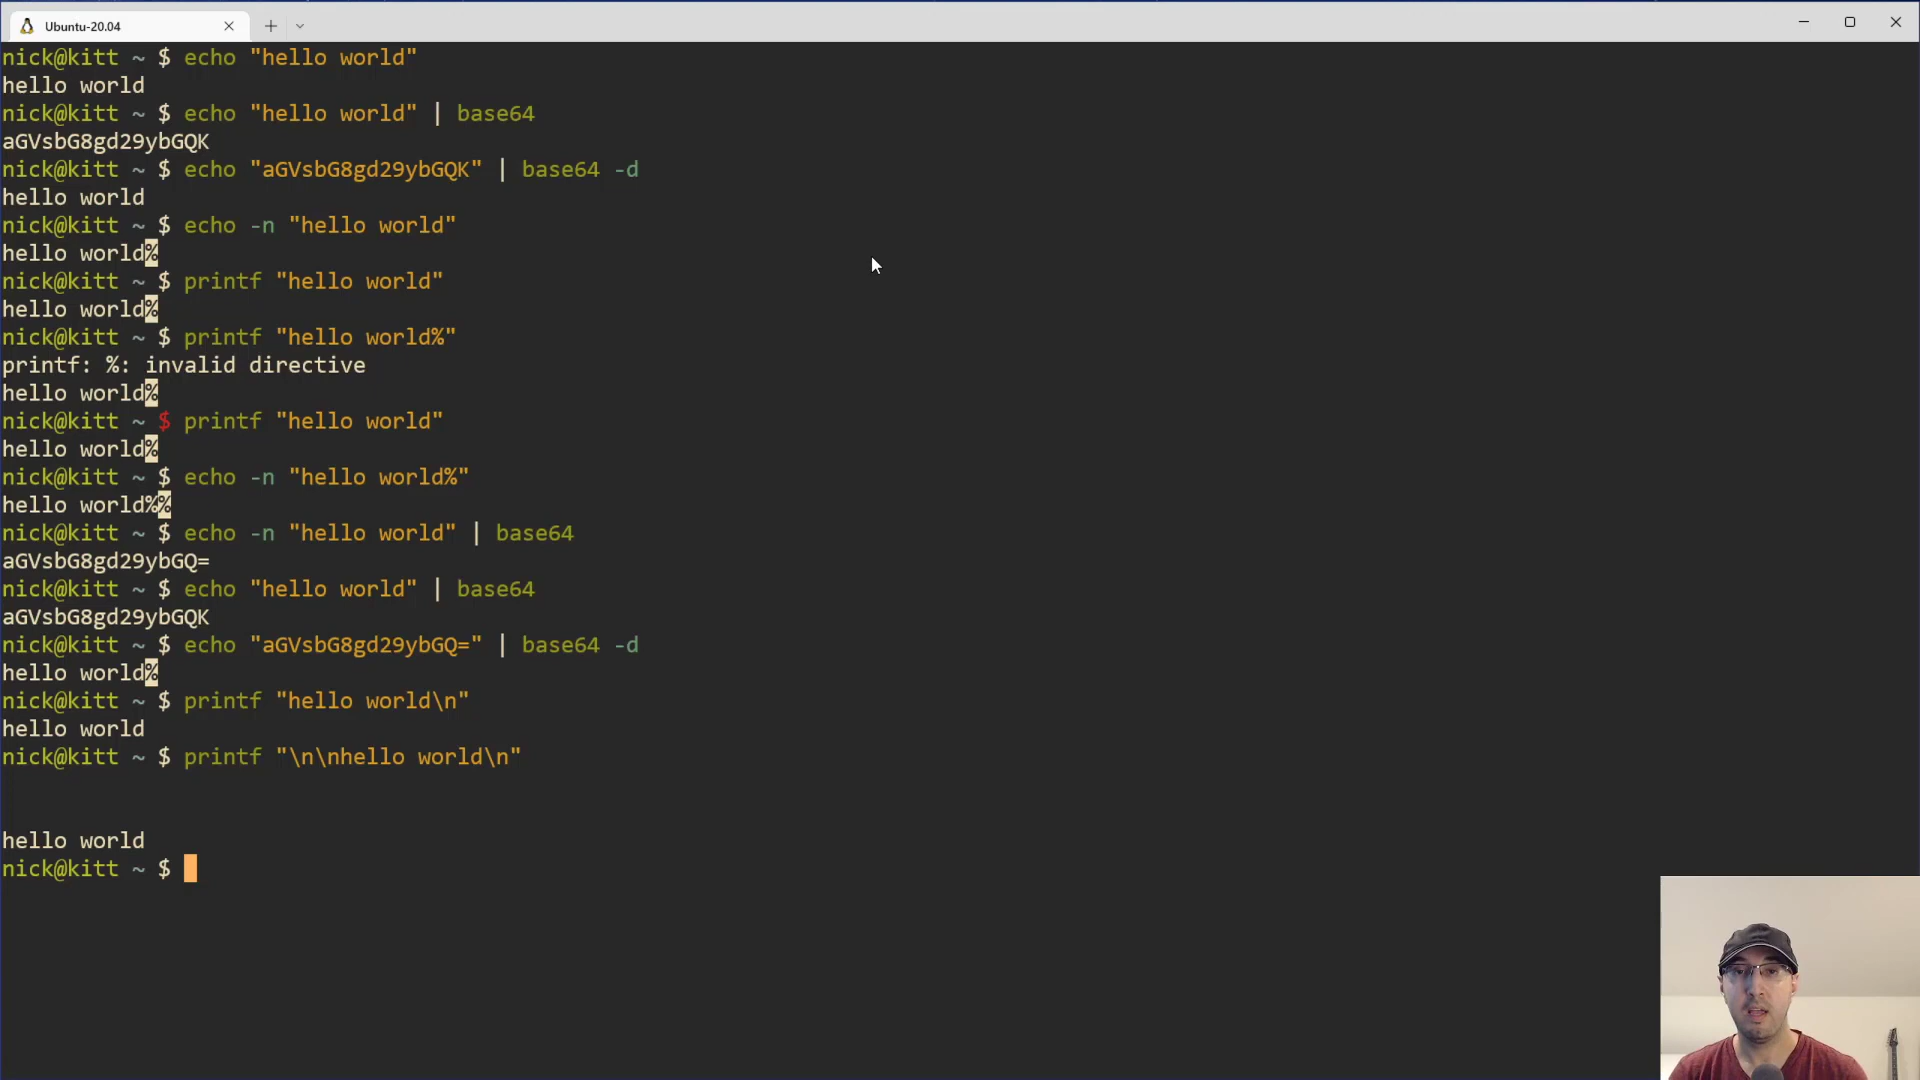 Ubuntu-20.04
nick@kitt ~ $ echo "hello world"
hello world
nick@kitt ~ $ echo "hello world" | base64
aGVsbG8gd29ybGQK
nick@kitt ~ $ echo "aGVsbG8gd29ybGQK" | base64 -d
hello world
nick@kitt ~ $ echo -n "hello world"
hello world%
nick@kitt ~ $ printf "hello world"
hello world%
nick@kitt ~ $ printf "hello world%"
printf: %: invalid directive
hello world%
nick@kitt ~ $ printf "hello world"
hello world%
nick@kitt ~ $ echo -n "hello world%"
hello world%%
nick@kitt ~ $ echo -n "hello world" | base64
aGVsbG8gd29ybGQ=
nick@kitt ~ $ echo "hello world" | base64
aGVsbG8gd29ybGQK
nick@kitt ~ $ echo "aGVsbG8gd29ybGQ=" | base64 -d
hello world%
nick@kitt ~ $ printf "hello world\n"
hello world
nick@kitt ~ $ printf "\n\nhello world\n"
hello world
nick@kitt ~ $